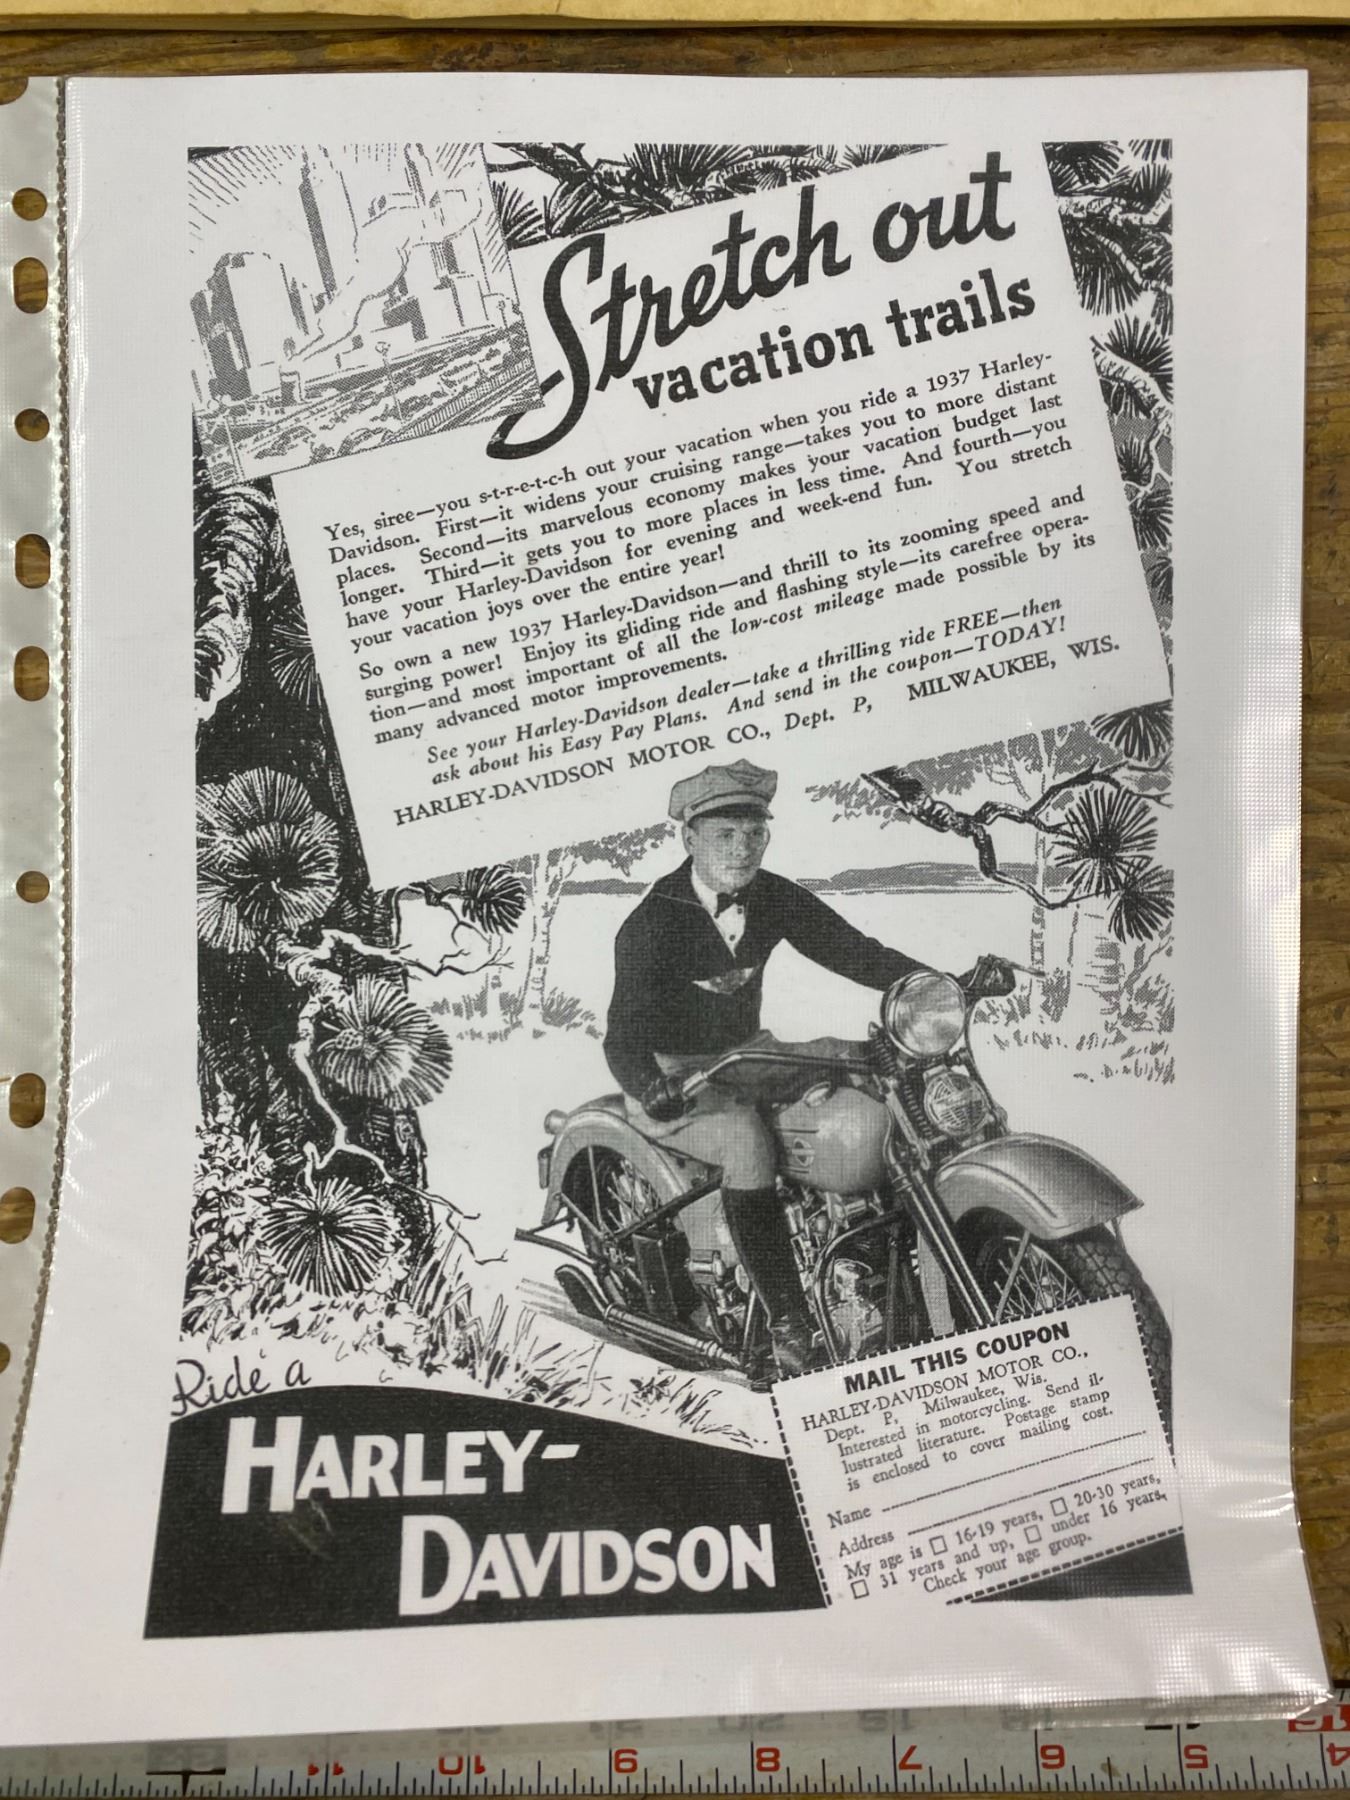 Stretch out
vacation trails
Yes, siree—you s-t-r-e-t-c-h out your vacation when you ride a 1937 Harley-
Davidson. First—it widens your cruising range—takes you to more distant
places. Second—its marvelous economy makes your vacation budget last
longer. Third—it gets you to more places in less time. And fourth—you
have your Harley-Davidson for evening and week-end fun. You stretch
your vacation joys over the entire year!
So own a new 1937 Harley-Davidson—and thrill to its zooming speed and
surging power! Enjoy its gliding ride and flashing style—its carefree opera-
tion—and most important of all the low-cost mileage made possible by its
many advanced motor improvements.
See your Harley-Davidson dealer—take a thrilling ride FREE—then
ask about his Easy Pay Plans. And send in the coupon—TODAY!
HARLEY-DAVIDSON MOTOR CO., Dept. P, MILWAUKEE, WIS.
Ride a
HARLEY-
DAVIDSON
MAIL THIS COUPON
HARLEY-DAVIDSON MOTOR CO.,
Dept. P, Milwaukee, Wis.
Interested in motorcycling. Send il-
lustrated literature. Postage stamp
is enclosed to cover mailing cost.
Name
Address
My age is ☐ 16-19 years, ☐ 20-30 years,
☐ 31 years and up, ☐ under 16 years,
Check your age group.
11 10 9 8 7 6 5 4